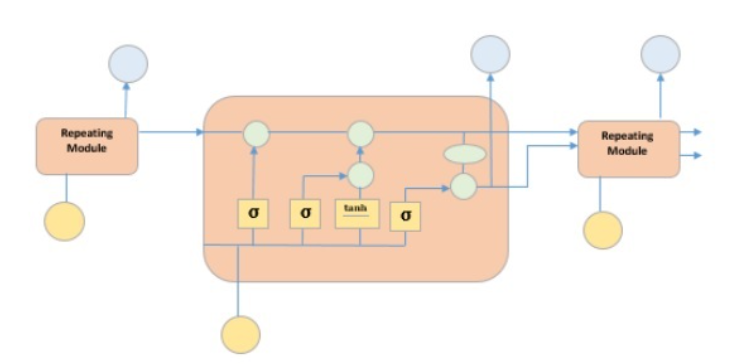 Repeating
Module
σ
σ
tanh
σ
Repeating
Module